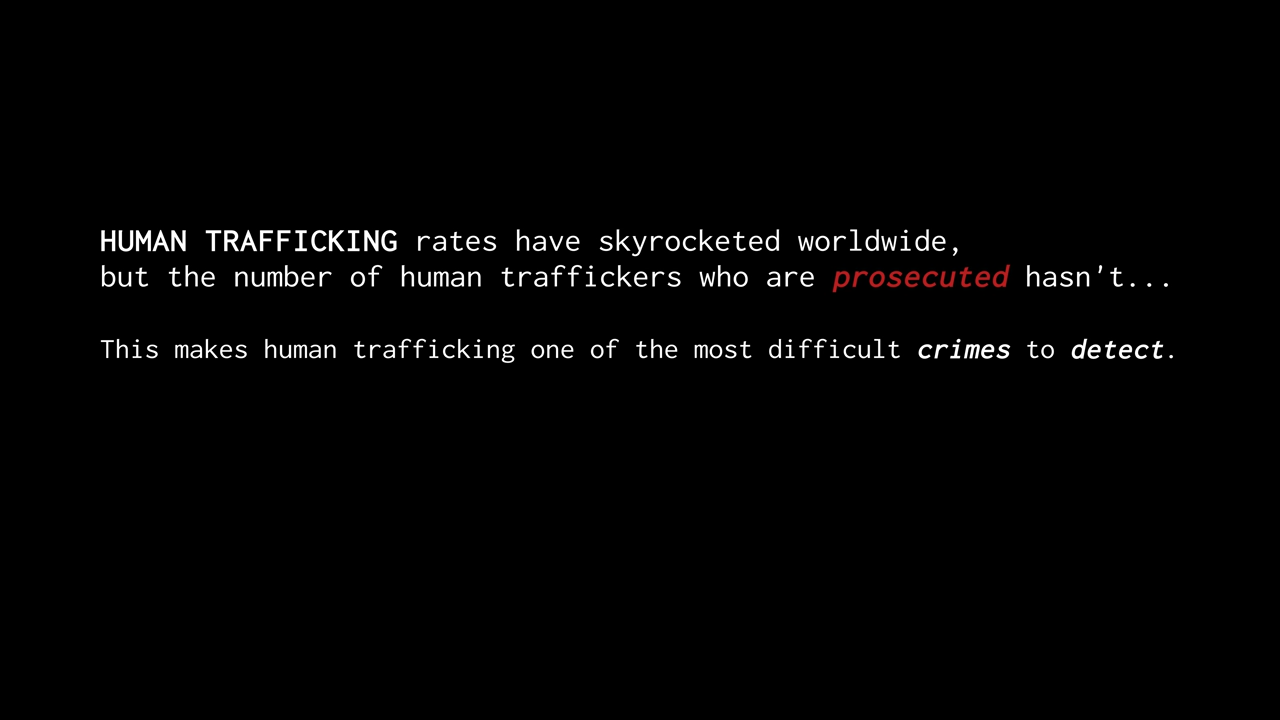 HUMAN TRAFFICKING rates have skyrocketed worldwide,
but the number of human traffickers who are prosecuted hasn't...
This makes human trafficking one of the most difficult crimes to detect.